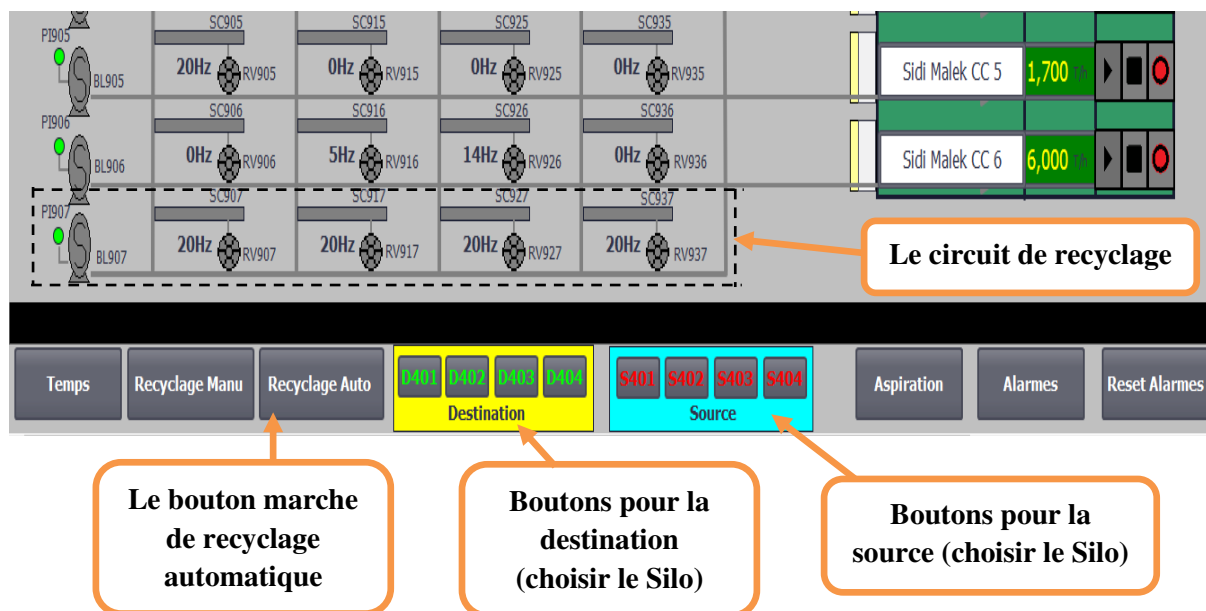 SC905 SC915 SC925 SC935
PI905
20Hz RV905 0Hz RV915 0Hz RV925 0Hz RV935
BL905
Sidi Malek CC 5 1,700 T/h
SC906 SC916 SC926 SC936
PI906
0Hz RV906 5Hz RV916 14Hz RV926 0Hz RV936
BL906
Sidi Malek CC 6 6,000 T/h
SC907 SC917 SC927 SC937
PI907
20Hz RV907 20Hz RV917 20Hz RV927 20Hz RV937
BL907
Le circuit de recyclage
Temps Recyclage Manu Recyclage Auto D401 D402 D403 D404 S401 S402 S403 S404 Aspiration Alarmes Reset Alarmes
Destination Source
Le bouton marche
de recyclage
automatique
Boutons pour la
destination
(choisir le Silo)
Boutons pour la
source (choisir le Silo)